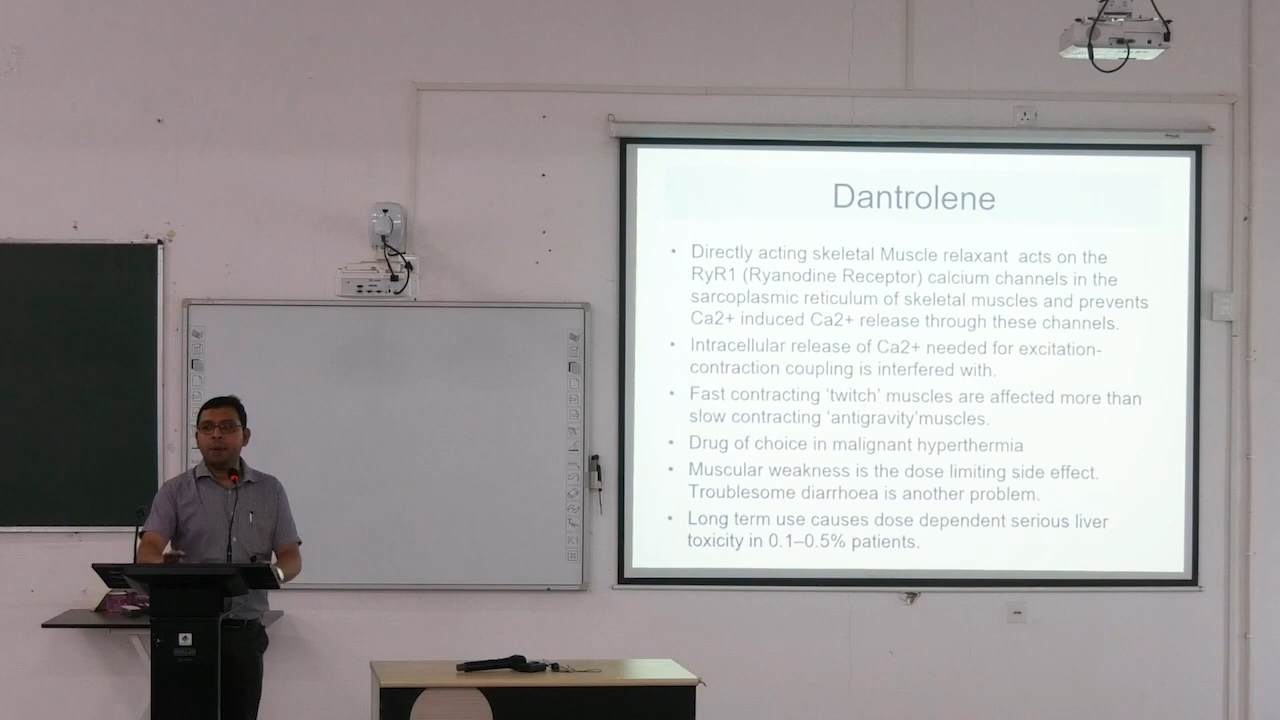 Dantrolene
• Directly acting skeletal Muscle relaxant acts on the
RyR1 (Ryanodine Receptor) calcium channels in the
sarcoplasmic reticulum of skeletal muscles and prevents
Ca2+ induced Ca2+ release through these channels.
• Intracellular release of Ca2+ needed for excitation-
contraction coupling is interfered with.
• Fast contracting ‘twitch’ muscles are affected more than
slow contracting ‘antigravity’muscles.
• Drug of choice in malignant hyperthermia
• Muscular weakness is the dose limiting side effect.
Troublesome diarrhoea is another problem.
• Long term use causes dose dependent serious liver
toxicity in 0.1–0.5% patients.